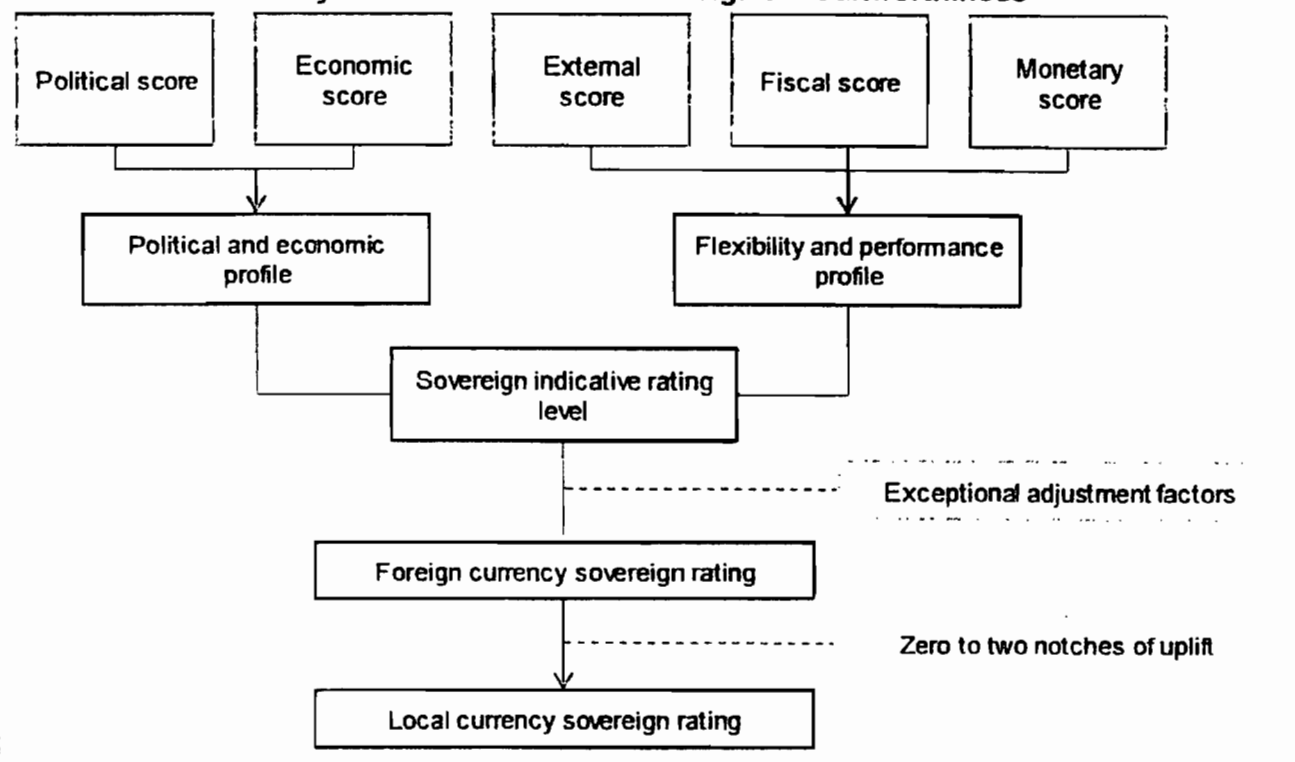 Political score
Economic
score
External
score
Fiscal score
Monetary
score
Political and economic
profile
Flexibility and performance
profile
Sovereign indicative rating
level
Exceptional adjustment factors
Foreign currency sovereign rating
Zero to two notches of uplift
Local currency sovereign rating